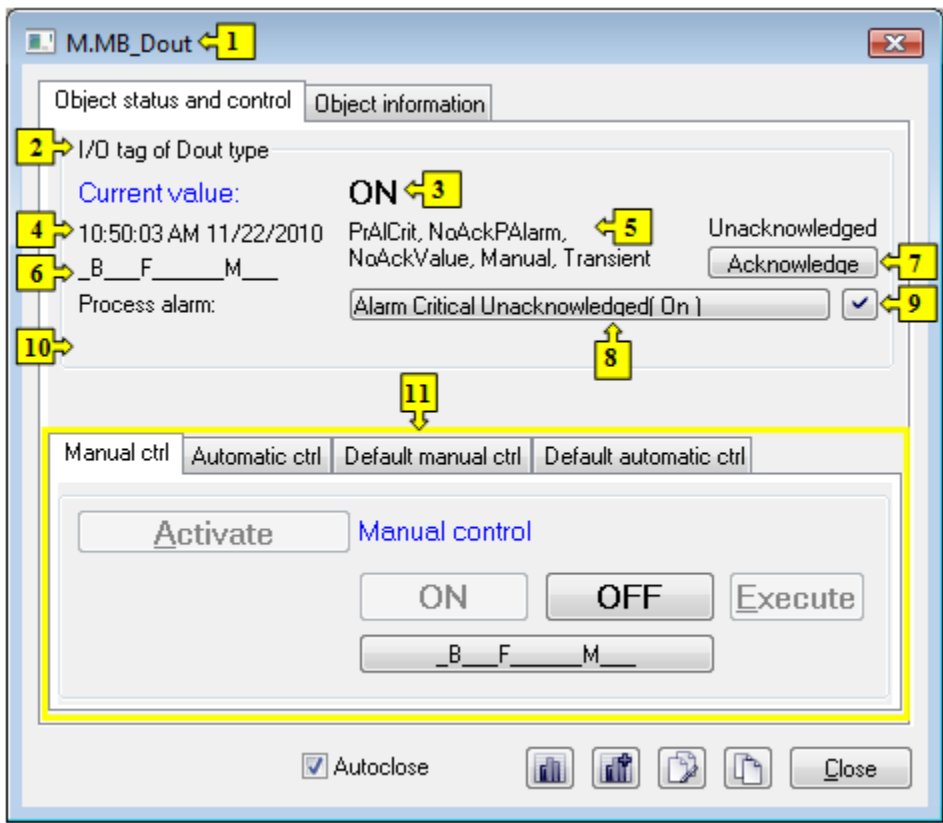 M.MB_Dout 1
Object status and control Object information
2 I/O tag of Dout type
Current value: ON 3
4 10:50:03 AM 11/22/2010 PrAlCrit, NoAckPAlarm, 5 Unacknowledged
6 _B___F______M___ NoAckValue, Manual, Transient Acknowledge 7
Process alarm: Alarm Critical Unacknowledged( On ) 9
10 8
11
Manual ctrl Automatic ctrl Default manual ctrl Default automatic ctrl
Activate Manual control
ON OFF Execute
_B___F______M___
Autoclose Close